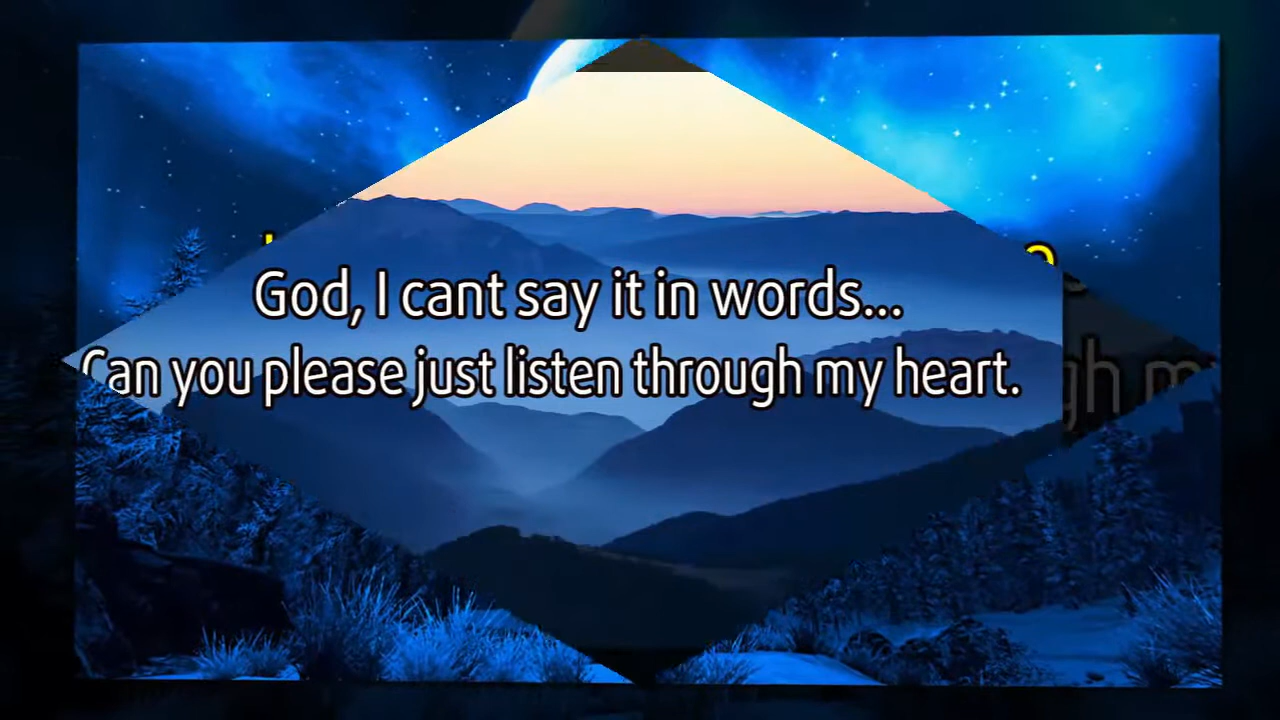 God, I cant say it in words...
Can you please just listen through my heart.